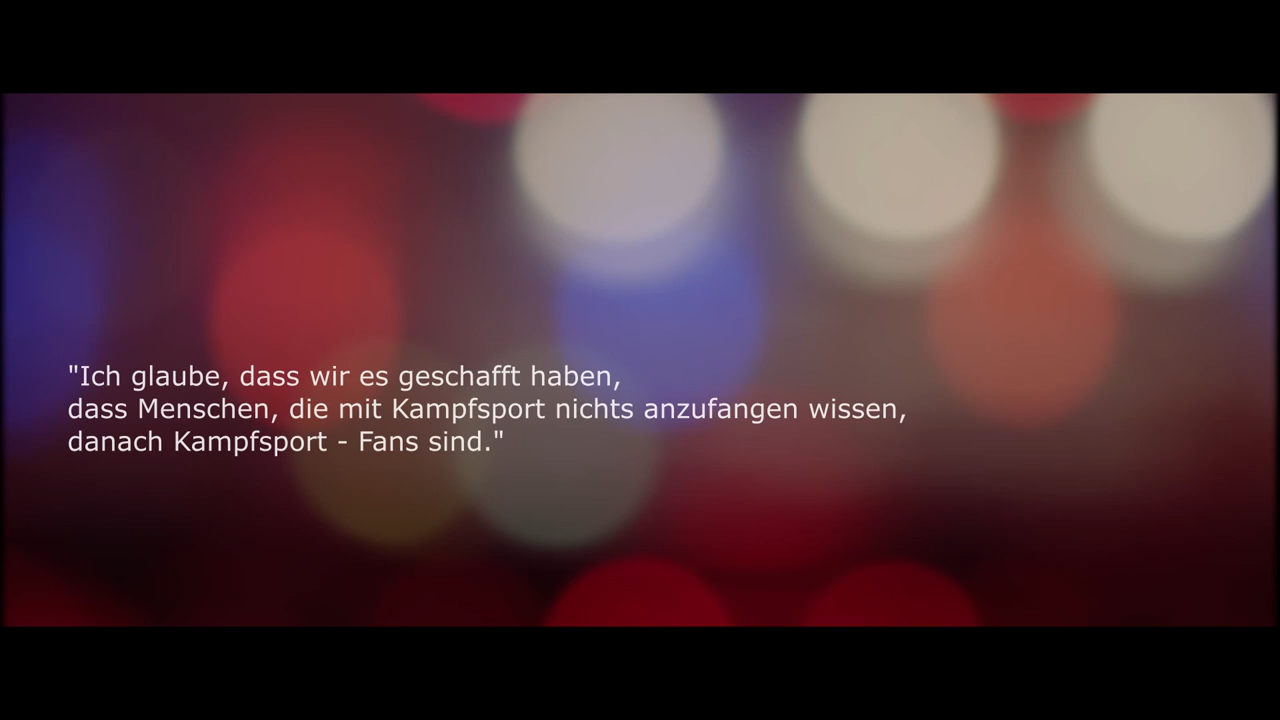 "Ich glaube, dass wir es geschafft haben,
dass Menschen, die mit Kampfsport nichts anzufangen wissen,
danach Kampfsport - Fans sind."